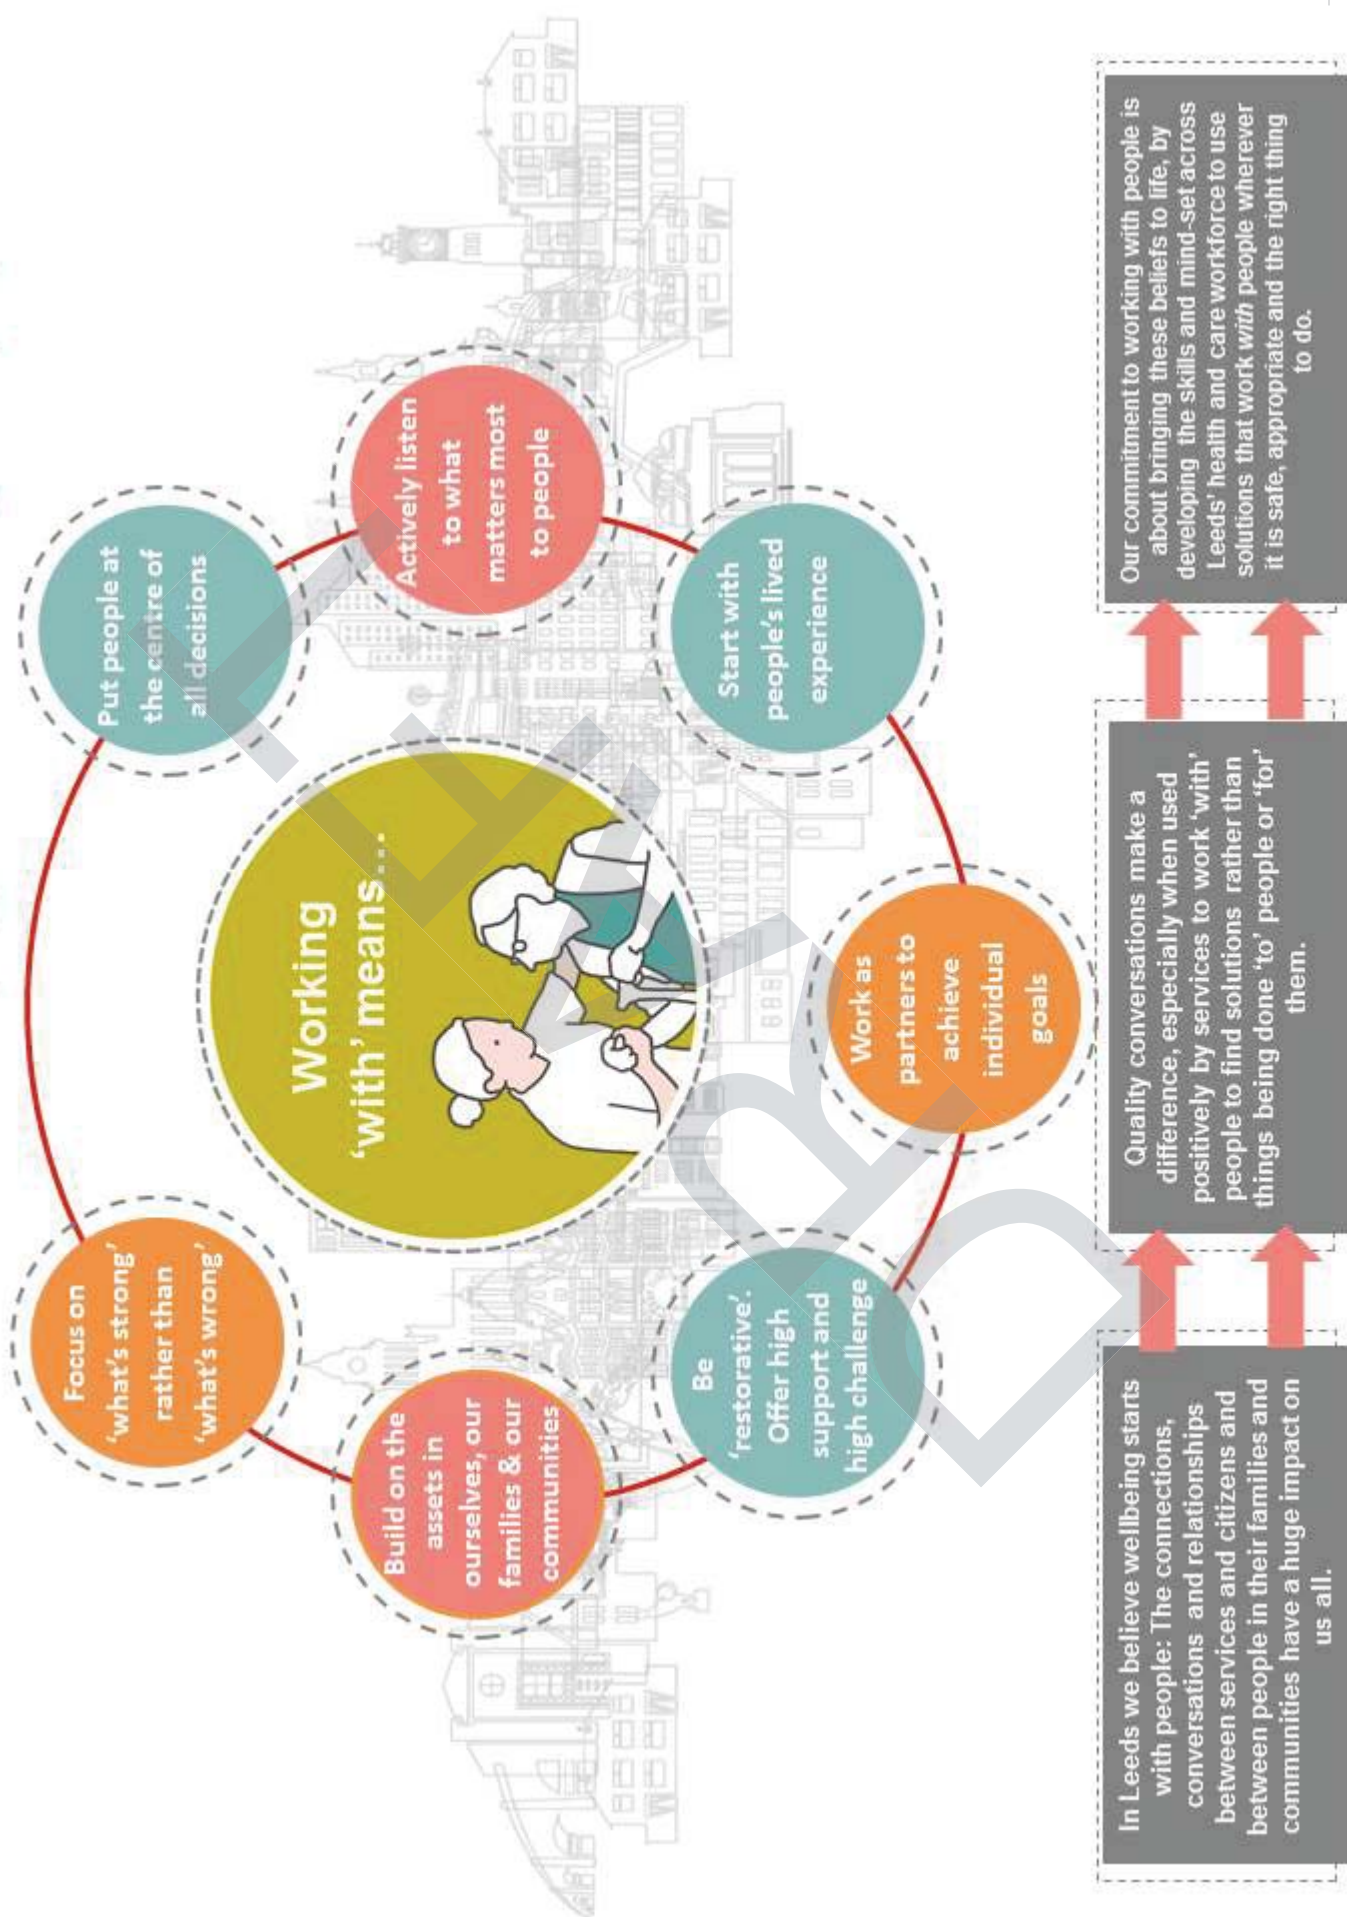 Working
‘with’ means...
Put people at
the centre of
all decisions
Actively listen
to what
matters most
to people
Start with
people’s lived
experience
Work as
partners to
achieve
individual
goals
Be
‘restorative’.
Offer high
support and
high challenge
Build on the
assets in
ourselves, our
families & our
communities
Focus on
‘what’s strong’
rather than
‘what’s wrong’
In Leeds we believe wellbeing starts
with people: The connections,
conversations and relationships
between services and citizens and
between people in their families and
communities have a huge impact on
us all.
Quality conversations make a
difference, especially when used
positively by services to work ‘with’
people to find solutions rather than
things being done ‘to’ people or ‘for’
them.
Our commitment to working with people is
about bringing these beliefs to life, by
developing the skills and mind-set across
Leeds’ health and care workforce to use
solutions that work with people wherever
it is safe, appropriate and the right thing
to do.
DRAFT